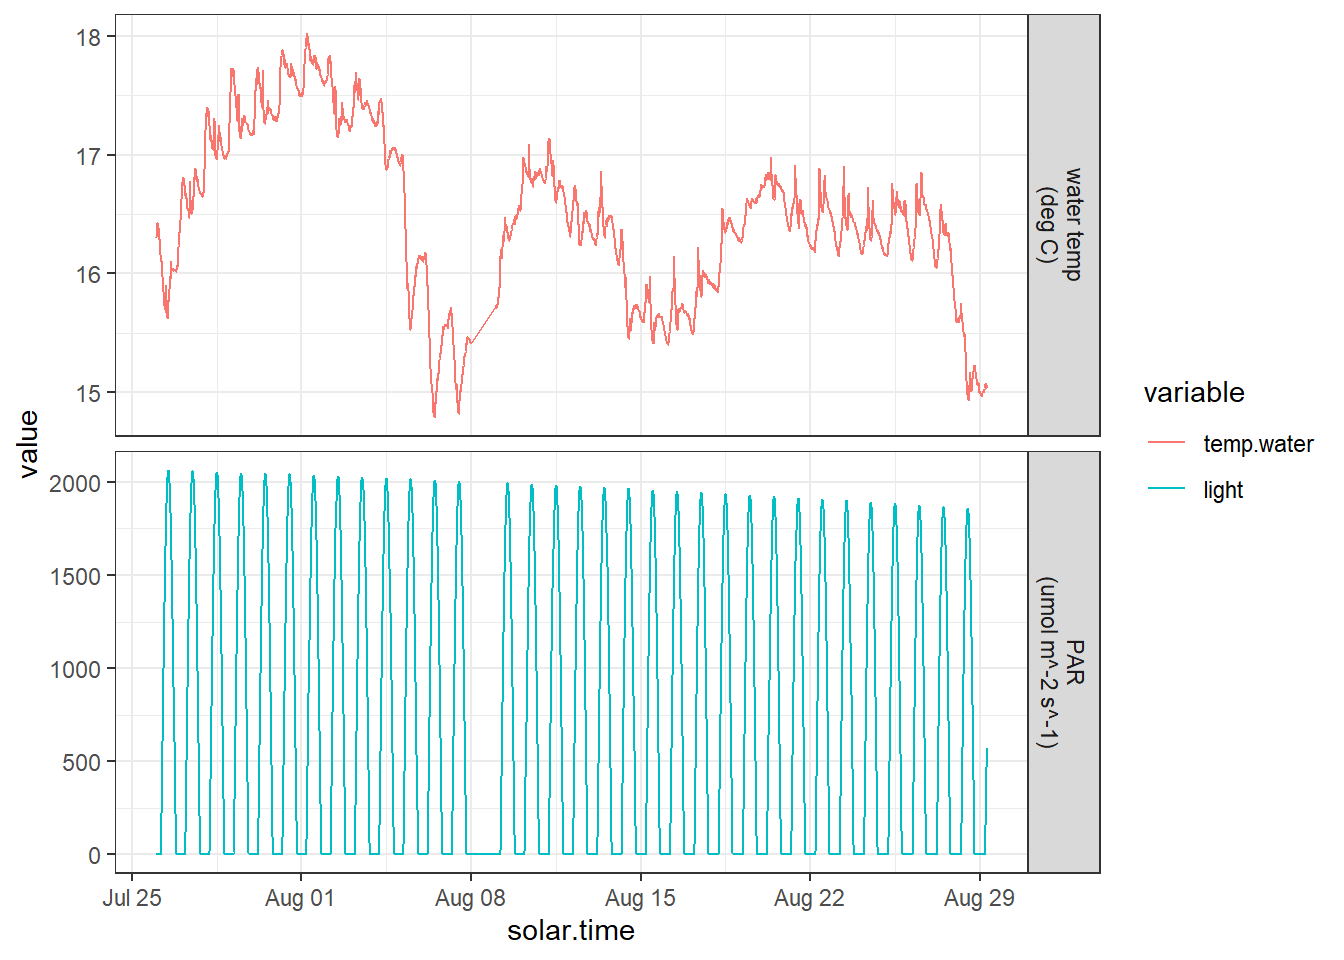 18
17
16
15
water temp
(deg C)
value
2000
1500
1000
500
0
PAR
(umol m^-2 s^-1)
Jul 25
Aug 01
Aug 08
Aug 15
Aug 22
Aug 29
solar.time
variable
temp.water
light